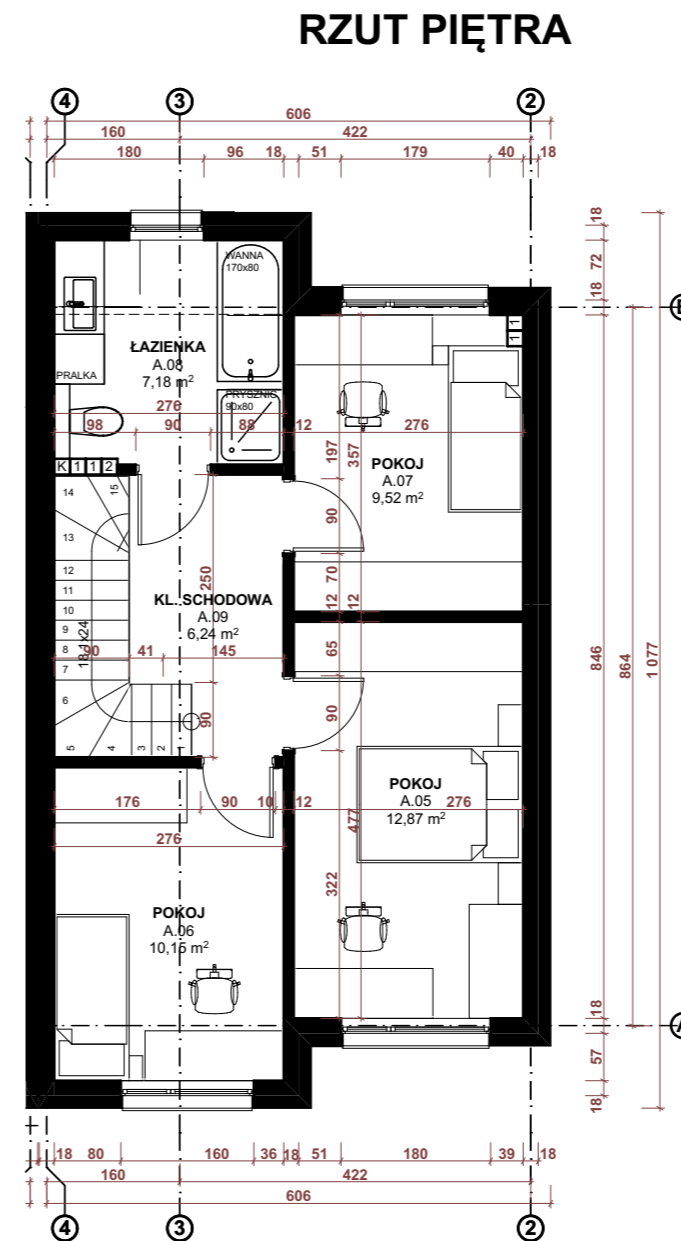 RZUT PIĘTRA
4 3 2
606
160 422
180 96 18 51 179 40 18
18
72
18
B
WANNA
170x80
ŁAZIENKA
A.08
7,18 m²
PRALKA
PRYSZNIC
90x80
276
98 90 88 12 276
K 1 1 2
1
1
197
357
POKOJ
A.07
9,52 m²
90
70
12 12
14 15
13
12
11
10
9
8
7
6
5 4 3 2 1
18,1x24
250
KL. SCHODOWA
A.09
6,24 m²
90 41 145
90
65
90
846
864
1 077
POKOJ
A.05
12,87 m²
176 90 10 12 276
276
477
322
POKOJ
A.06
10,15 m²
18
A
57
18
18 80 160 36 18 51 180 39 18
160 422
606
4 3 2